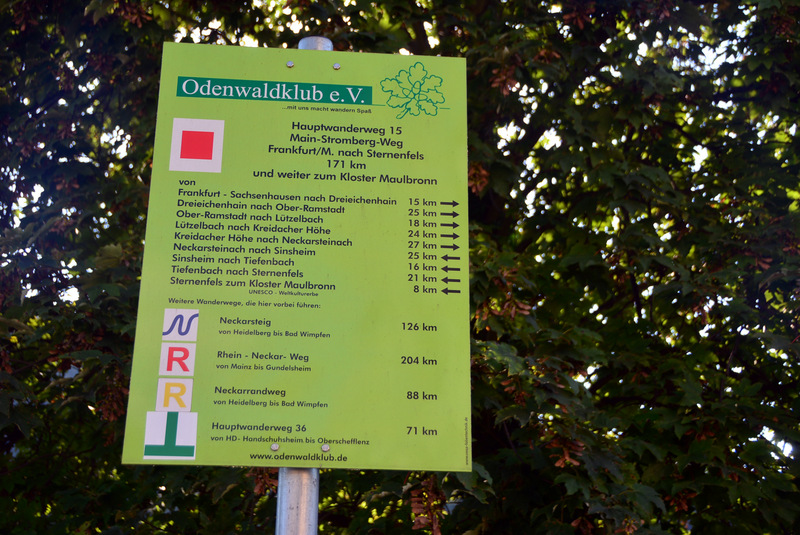 Odenwaldklub e.V.
...mit uns macht wandern Spaß
Hauptwanderweg 15
Main-Stromberg-Weg
Frankfurt/M. nach Sternenfels
171 km
und weiter zum Kloster Maulbronn
von
Frankfurt - Sachsenhausen nach Dreieichenhain 15 km →
Dreieichenhain nach Ober-Ramstadt 25 km →
Ober-Ramstadt nach Lützelbach 18 km →
Lützelbach nach Kreidacher Höhe 24 km →
Kreidacher Höhe nach Neckarsteinach 27 km →
Neckarsteinach nach Sinsheim 25 km ←
Sinsheim nach Tiefenbach 16 km ←
Tiefenbach nach Sternenfels 21 km ←
Sternenfels zum Kloster Maulbronn 8 km ←
UNESCO - Weltkulturerbe
Weitere Wanderwege, die hier vorbei führen:
Neckarsteig 126 km
von Heidelberg bis Bad Wimpfen
R
Rhein - Neckar- Weg 204 km
von Mainz bis Gundelsheim
R
Neckarrandweg 88 km
von Heidelberg bis Bad Wimpfen
Hauptwanderweg 36 71 km
von HD- Handschuhsheim bis Oberschefflenz
www.odenwaldklub.de